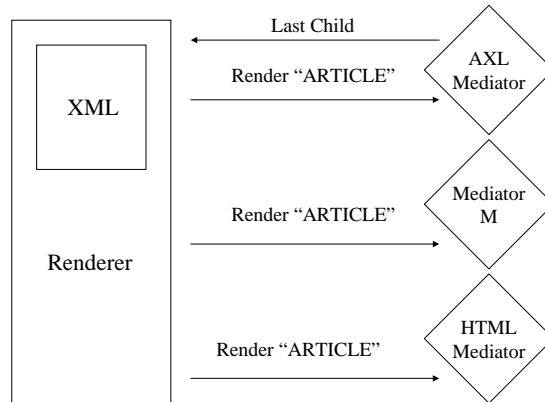 Last Child
AXL
Mediator
Render “ARTICLE”
XML
Mediator
M
Render “ARTICLE”
Renderer
HTML
Mediator
Render “ARTICLE”